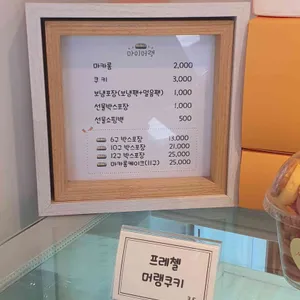 마이머랭
마카롱 2,000
쿠키 3,000
보냉포장(보냉팩+얼음팩) 1,000
선물박스포장 1,000
선물쇼핑백 500
6구 박스포장 13,000
10구 박스포장 21,000
12구 박스포장 25,000
마카롱케이크(1구) 25,000
프레첼
머랭쿠키